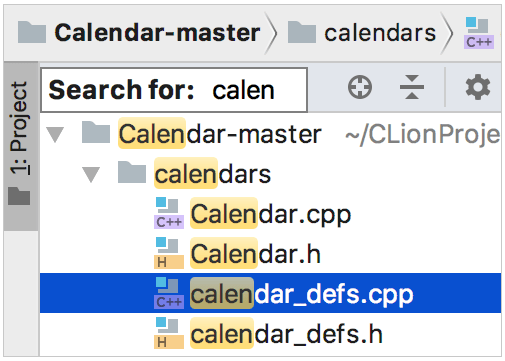 Calendar-master calendars C++
1: Project
Search for: calen
Calendar-master ~/CLionProje
calendars
C++ Calendar.cpp
H Calendar.h
C++ calendar_defs.cpp
H calendar_defs.h